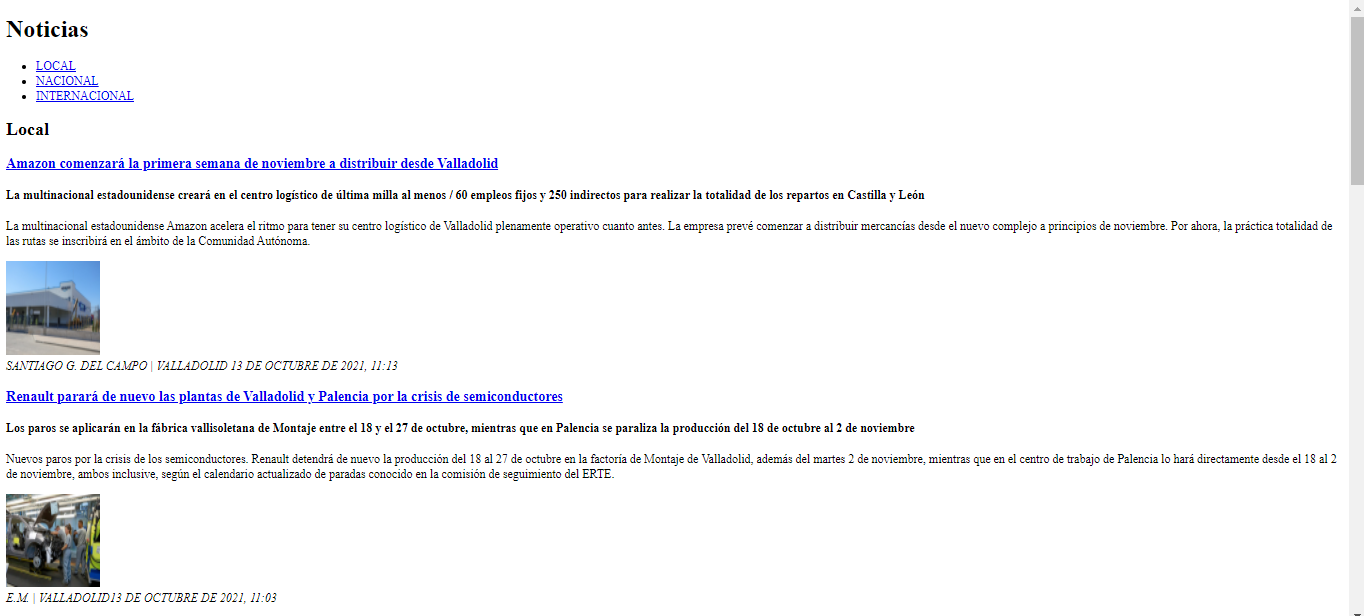 Noticias
LOCAL
NACIONAL
INTERNACIONAL
Local
Amazon comenzará la primera semana de noviembre a distribuir desde Valladolid
La multinacional estadounidense creará en el centro logístico de última milla al menos / 60 empleos fijos y 250 indirectos para realizar la totalidad de los repartos en Castilla y León
La multinacional estadounidense Amazon acelera el ritmo para tener su centro logístico de Valladolid plenamente operativo cuanto antes. La empresa prevé comenzar a distribuir mercancías desde el nuevo complejo a principios de noviembre. Por ahora, la práctica totalidad de
las rutas se inscribirá en el ámbito de la Comunidad Autónoma.
SANTIAGO G. DEL CAMPO | VALLADOLID 13 DE OCTUBRE DE 2021, 11:13
Renault parará de nuevo las plantas de Valladolid y Palencia por la crisis de semiconductores
Los paros se aplicarán en la fábrica vallisoletana de Montaje entre el 18 y el 27 de octubre, mientras que en Palencia se paraliza la producción del 18 de octubre al 2 de noviembre
Nuevos paros por la crisis de los semiconductores. Renault detendrá de nuevo la producción del 18 al 27 de octubre en la factoría de Montaje de Valladolid, además del martes 2 de noviembre, mientras que en el centro de trabajo de Palencia lo hará directamente desde el 18 al 2
de noviembre, ambos inclusive, según el calendario actualizado de paradas conocido en la comisión de seguimiento del ERTE.
E.M. | VALLADOLID13 DE OCTUBRE DE 2021, 11:03